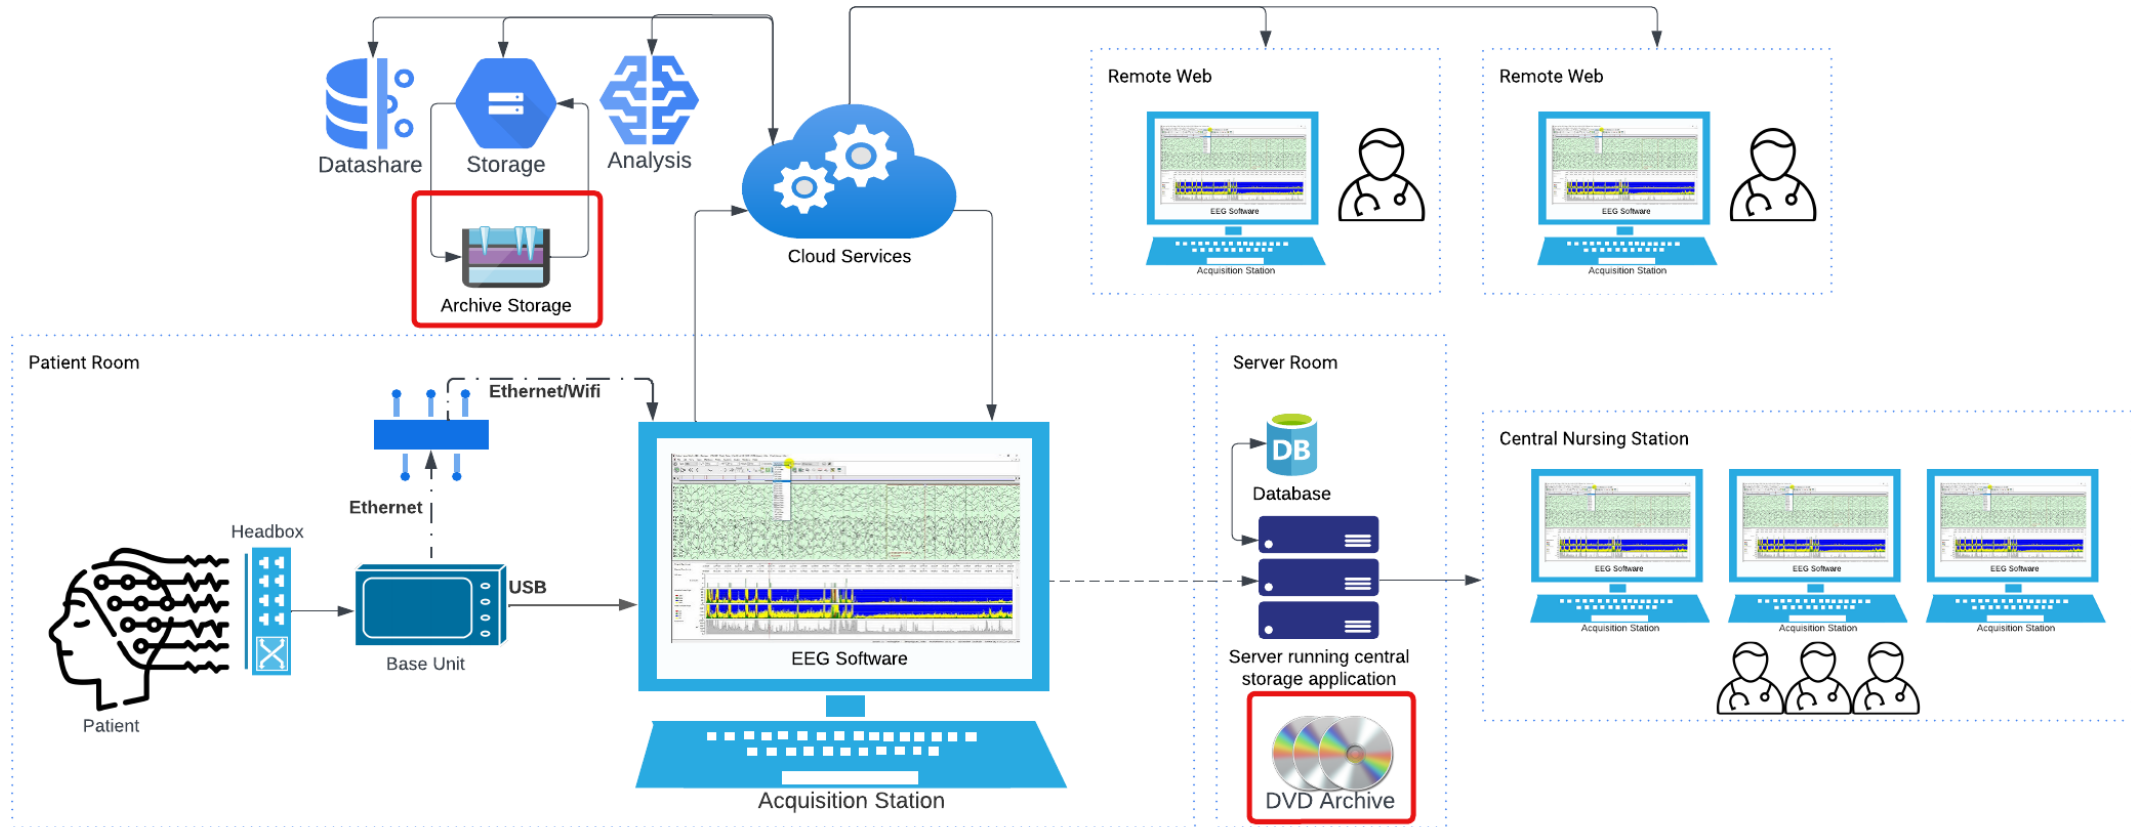 Datashare
Storage
Analysis
Archive Storage
Cloud Services
Remote Web
EEG Software
Acquisition Station
Remote Web
EEG Software
Acquisition Station
Patient Room
Ethernet/Wifi
Ethernet
Headbox
USB
Base Unit
Patient
EEG Software
Acquisition Station
Server Room
DB
Database
Server running central
storage application
DVD Archive
Central Nursing Station
EEG Software
Acquisition Station
EEG Software
Acquisition Station
EEG Software
Acquisition Station